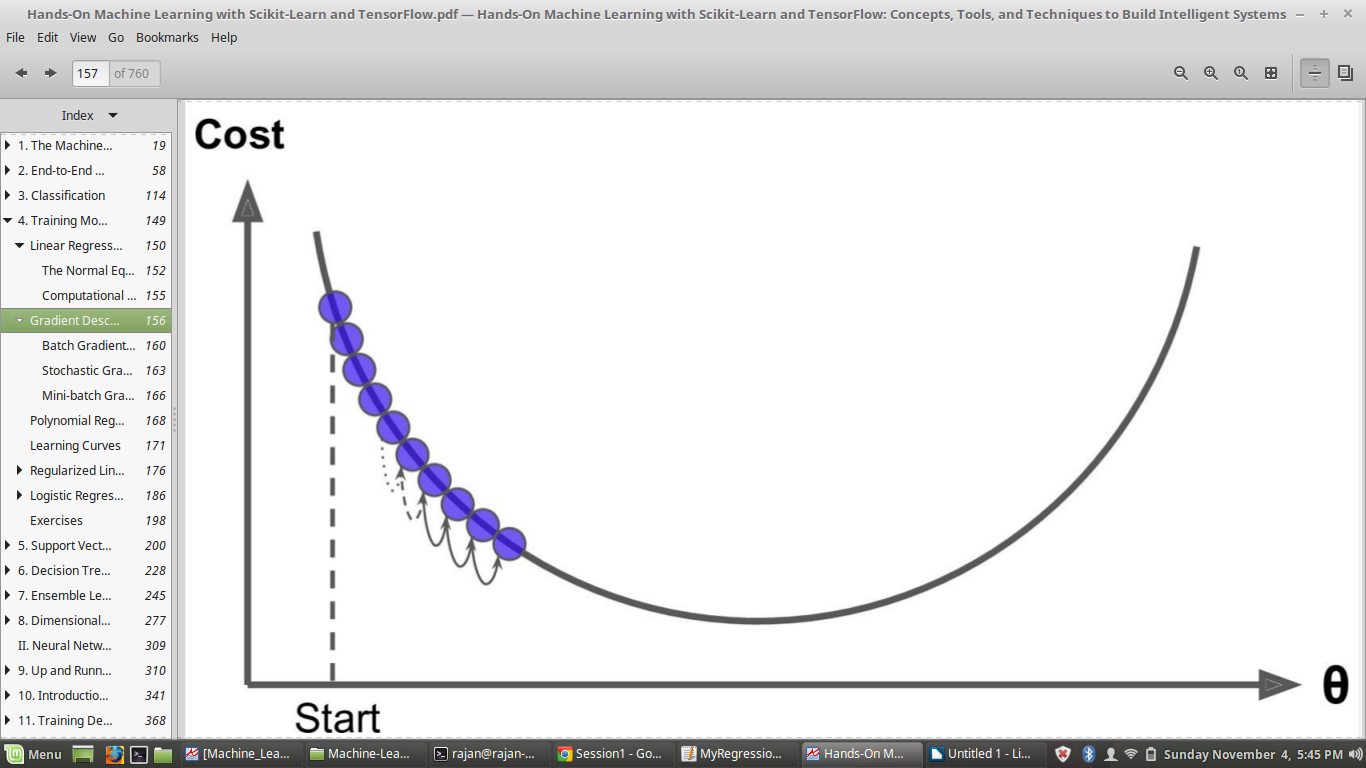 Hands-On Machine Learning with Scikit-Learn and TensorFlow.pdf — Hands-On Machine Learning with Scikit-Learn and TensorFlow: Concepts, Tools, and Techniques to Build Intelligent Systems
File Edit View Go Bookmarks Help
157 of 760
Index
1. The Machine... 19
2. End-to-End ... 58
3. Classification 114
4. Training Mo... 149
Linear Regress... 150
The Normal Eq... 152
Computational ... 155
Gradient Desc... 156
Batch Gradient... 160
Stochastic Gra... 163
Mini-batch Gra... 166
Polynomial Reg... 168
Learning Curves 171
Regularized Lin... 176
Logistic Regres... 186
Exercises 198
5. Support Vect... 200
6. Decision Tre... 228
7. Ensemble Le... 245
8. Dimensional... 277
II. Neural Netw... 309
9. Up and Runn... 310
10. Introductio... 341
11. Training De... 368
Cost
θ
Start
Menu [Machine_Lea... Machine-Lea... rajan@rajan-... Session1 - Go... MyRegressio... Hands-On M... Untitled 1 - Li... Sunday November 4, 5:45 PM